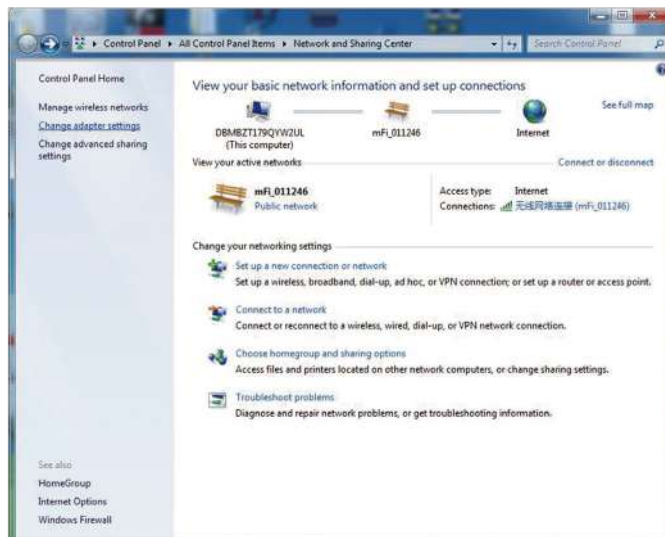 Control Panel ▸ All Control Panel Items ▸ Network and Sharing Center
Search Control Panel
Control Panel Home
Manage wireless networks
Change adapter settings
Change advanced sharing
settings
View your basic network information and set up connections
See full map
DBMBZT179QYW2UL
(This computer)
mFi_011246
Internet
View your active networks
Connect or disconnect
mFi_011246
Public network
Access type: Internet
Connections: 无线网络连接 (mFi_011246)
Change your networking settings
Set up a new connection or network
Set up a wireless, broadband, dial-up, ad hoc, or VPN connection; or set up a router or access point.
Connect to a network
Connect or reconnect to a wireless, wired, dial-up, or VPN network connection.
Choose homegroup and sharing options
Access files and printers located on other network computers, or change sharing settings.
Troubleshoot problems
Diagnose and repair network problems, or get troubleshooting information.
See also
HomeGroup
Internet Options
Windows Firewall